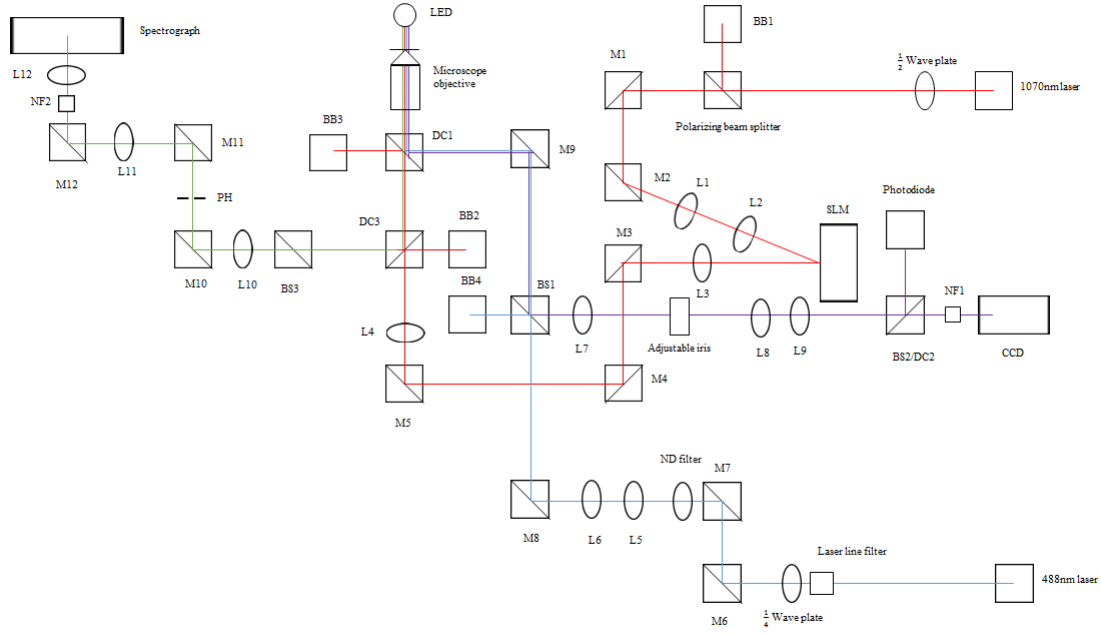 LED
Spectrograph
BB1
M1
1/2 Wave plate
L12
Microscope
objective
1070nm laser
NF2
BB3
DC1
Polarizing beam splitter
M11
M9
M12
L11
M2
L1
Photodiode
PH
L2
SLM
DC3
BB2
M3
M10
L10
BS3
BB4
BS1
L3
NF1
L4
L7
Adjustable iris
L8
L9
BS2/DC2
CCD
M4
M5
ND filter
M7
M8
L6
L5
Laser line filter
488nm laser
M6
1/4 Wave plate